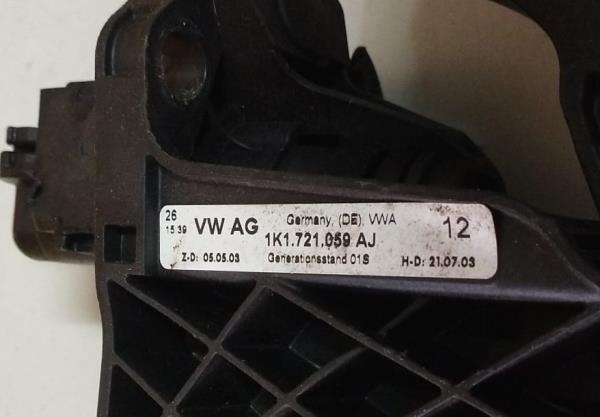 26
15:39 VW AG Germany, (DE), VWA 12
1K1.721.059 AJ
Z-D: 05.05.03 Generationsstand 01S H-D: 21.07.03